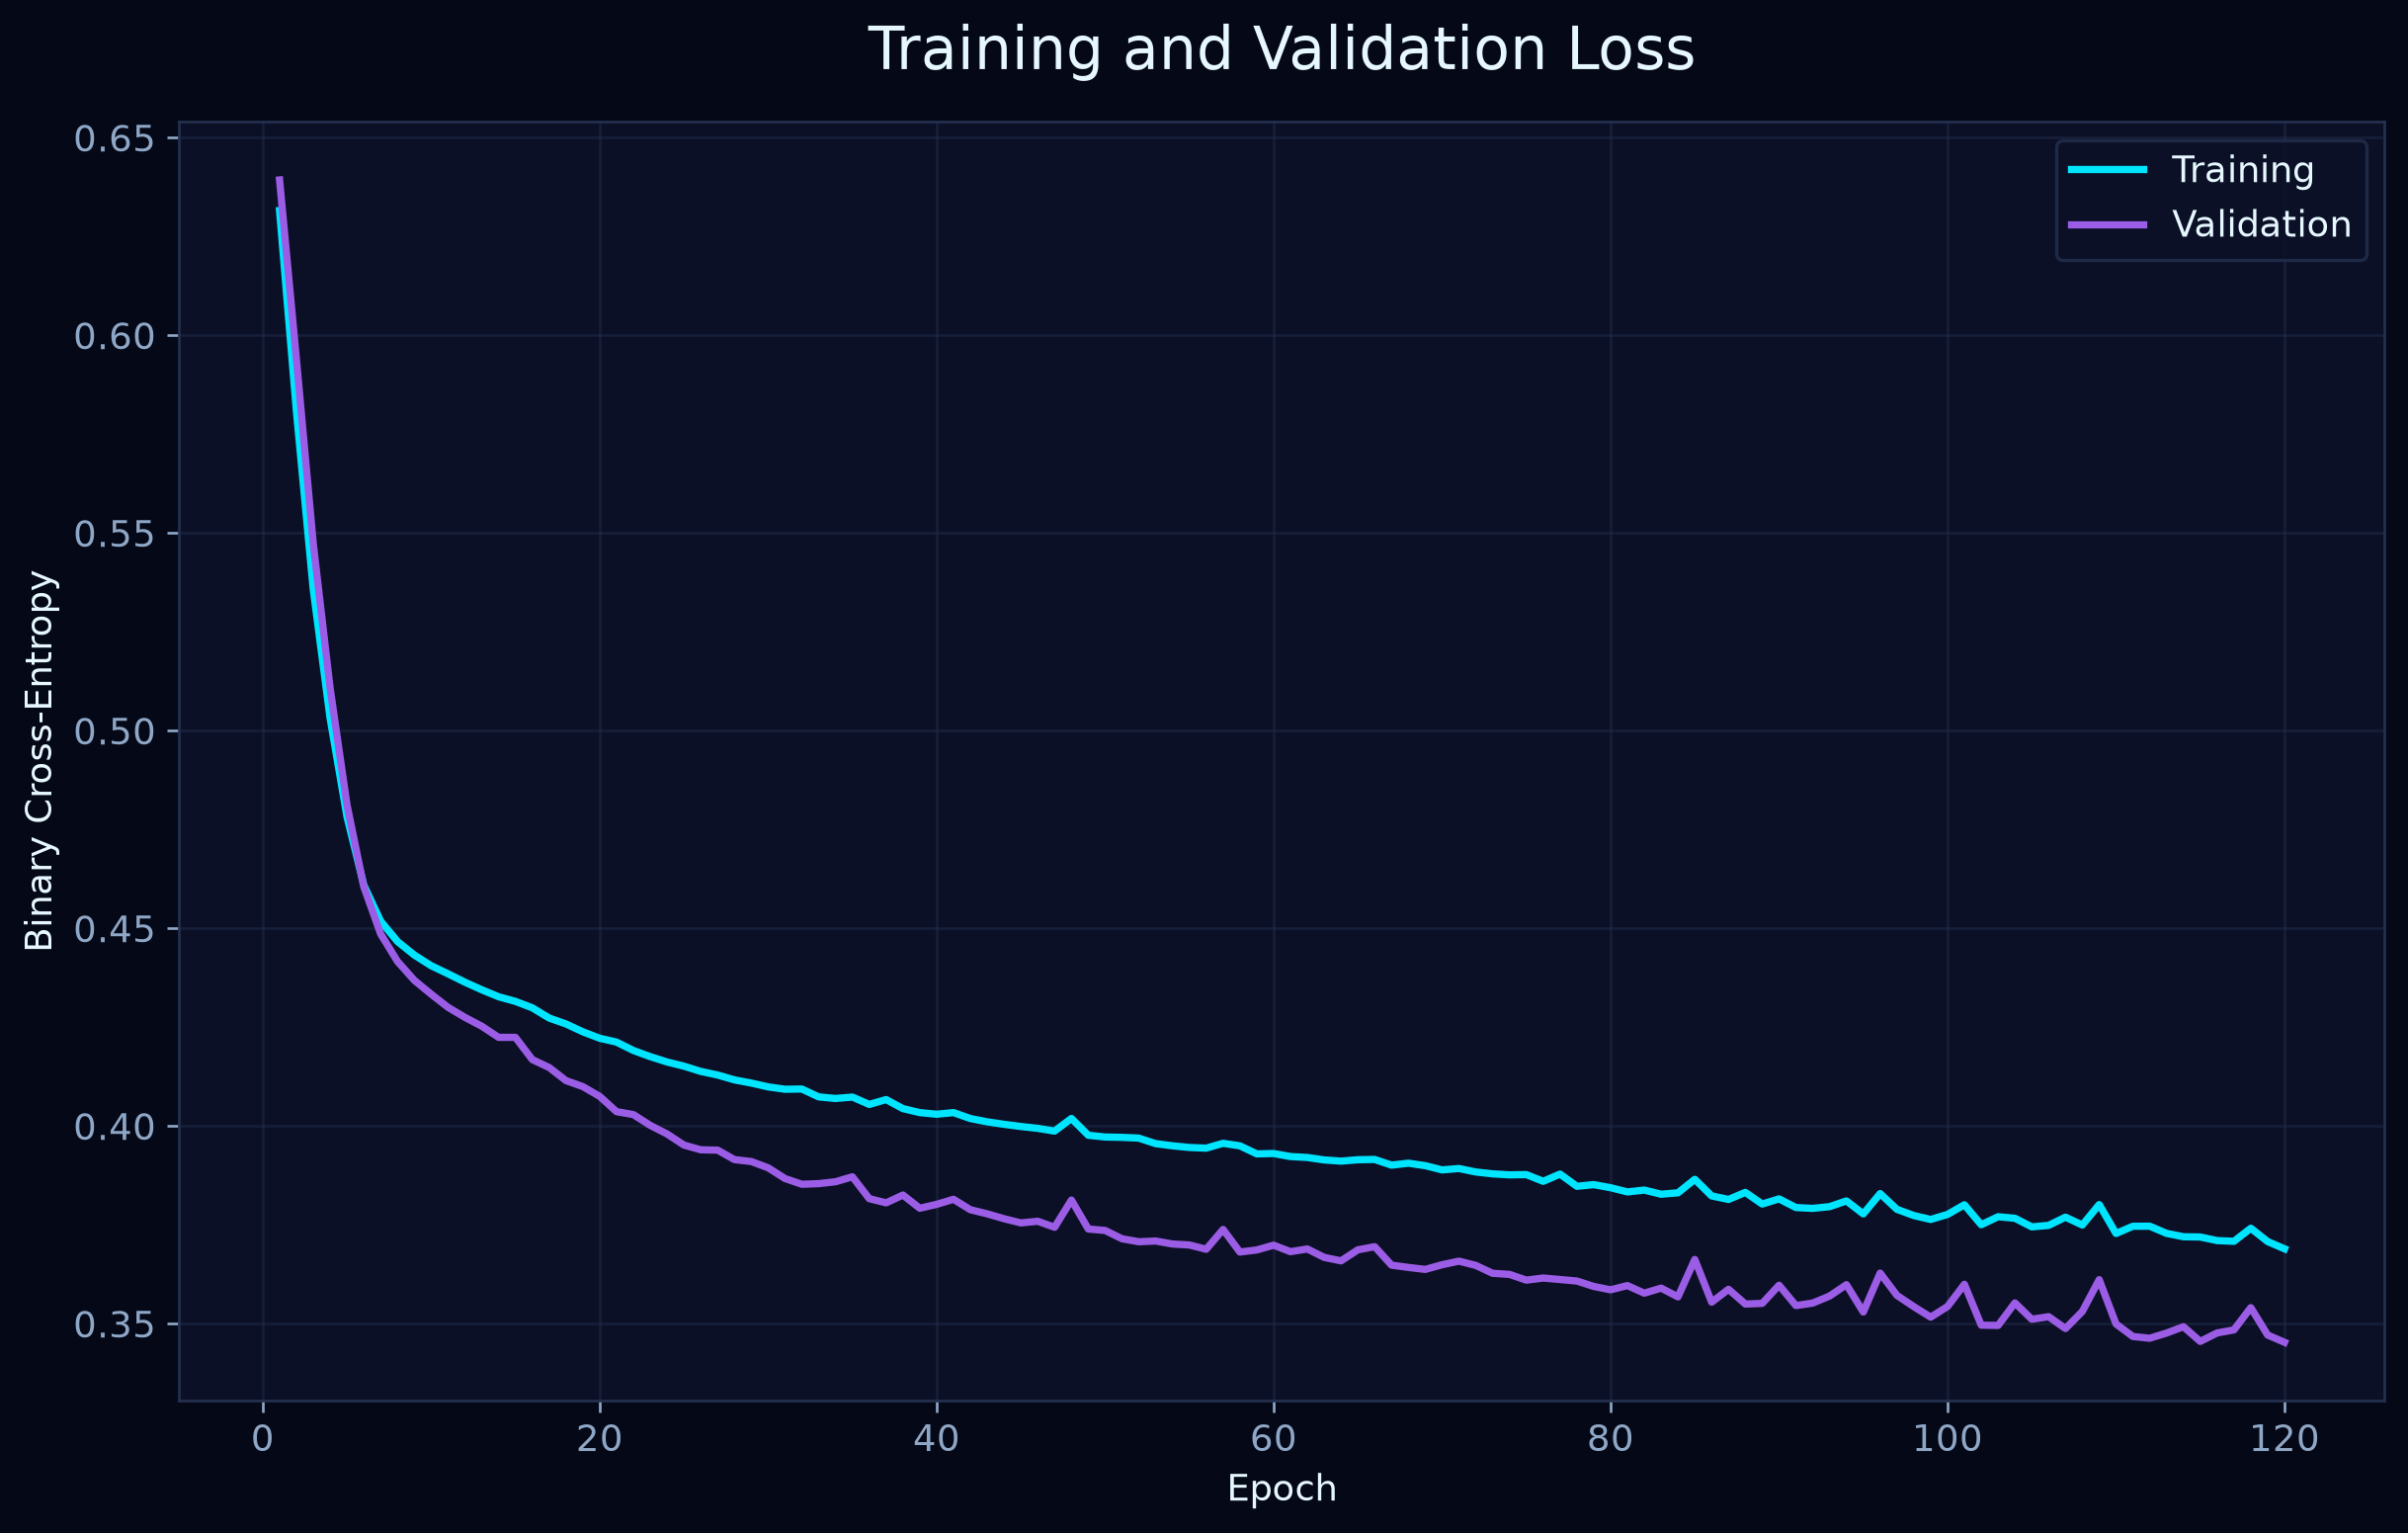 Training and Validation Loss
0.65
0.60
0.55
0.50
0.45
0.40
0.35
Binary Cross-Entropy
Training
Validation
0 20 40 60 80 100 120
Epoch